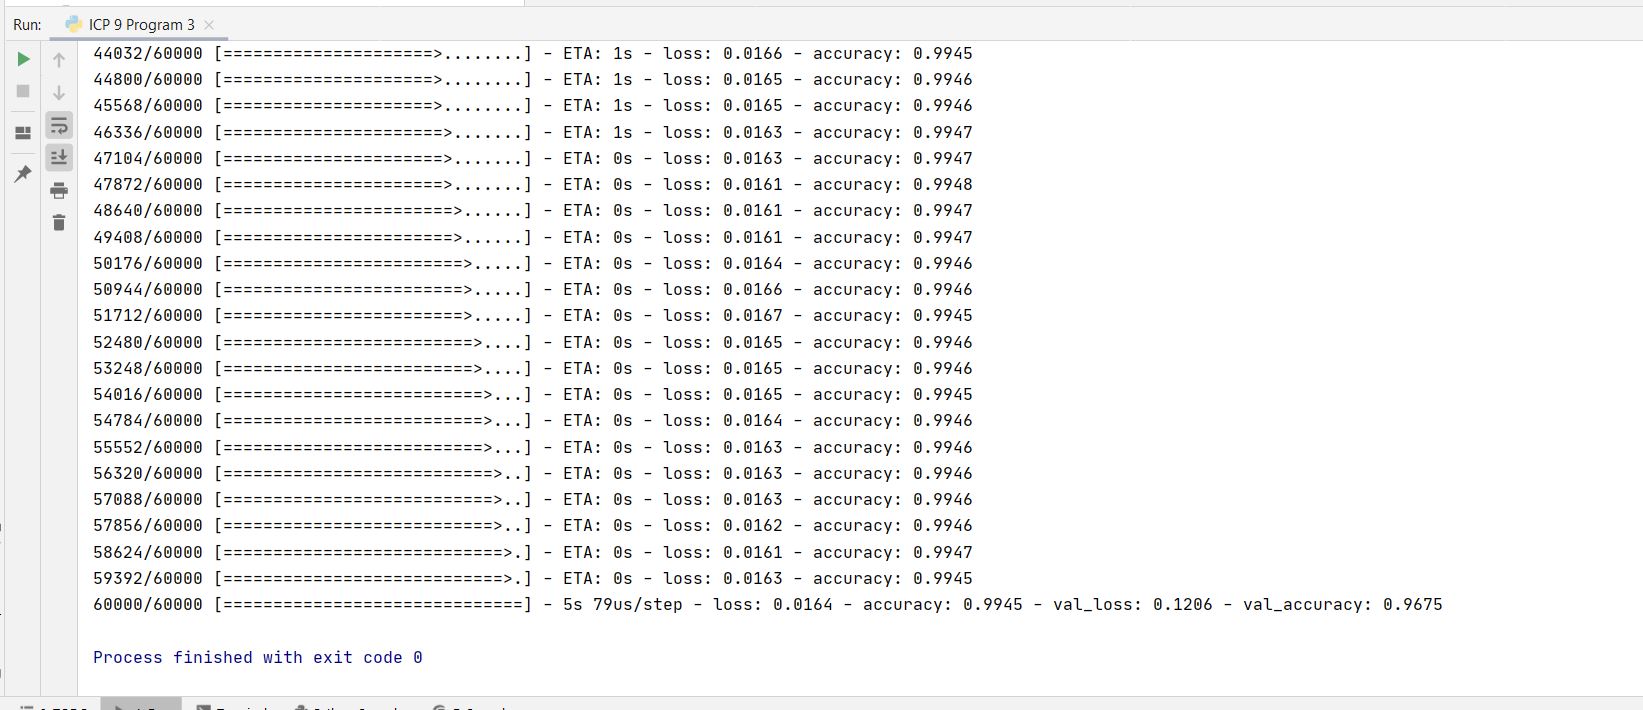 Run: ICP 9 Program 3
44032/60000 [=====================>........] - ETA: 1s - loss: 0.0166 - accuracy: 0.9945
44800/60000 [=====================>........] - ETA: 1s - loss: 0.0165 - accuracy: 0.9946
45568/60000 [=====================>........] - ETA: 1s - loss: 0.0165 - accuracy: 0.9946
46336/60000 [======================>.......] - ETA: 1s - loss: 0.0163 - accuracy: 0.9947
47104/60000 [======================>.......] - ETA: 0s - loss: 0.0163 - accuracy: 0.9947
47872/60000 [======================>.......] - ETA: 0s - loss: 0.0161 - accuracy: 0.9948
48640/60000 [=======================>......] - ETA: 0s - loss: 0.0161 - accuracy: 0.9947
49408/60000 [=======================>......] - ETA: 0s - loss: 0.0161 - accuracy: 0.9947
50176/60000 [========================>.....] - ETA: 0s - loss: 0.0164 - accuracy: 0.9946
50944/60000 [========================>.....] - ETA: 0s - loss: 0.0166 - accuracy: 0.9946
51712/60000 [========================>.....] - ETA: 0s - loss: 0.0167 - accuracy: 0.9945
52480/60000 [=========================>....] - ETA: 0s - loss: 0.0165 - accuracy: 0.9946
53248/60000 [=========================>....] - ETA: 0s - loss: 0.0165 - accuracy: 0.9946
54016/60000 [==========================>...] - ETA: 0s - loss: 0.0165 - accuracy: 0.9945
54784/60000 [==========================>...] - ETA: 0s - loss: 0.0164 - accuracy: 0.9946
55552/60000 [==========================>...] - ETA: 0s - loss: 0.0163 - accuracy: 0.9946
56320/60000 [===========================>..] - ETA: 0s - loss: 0.0163 - accuracy: 0.9946
57088/60000 [===========================>..] - ETA: 0s - loss: 0.0163 - accuracy: 0.9946
57856/60000 [===========================>..] - ETA: 0s - loss: 0.0162 - accuracy: 0.9946
58624/60000 [============================>.] - ETA: 0s - loss: 0.0161 - accuracy: 0.9947
59392/60000 [============================>.] - ETA: 0s - loss: 0.0163 - accuracy: 0.9945
60000/60000 [==============================] - 5s 79us/step - loss: 0.0164 - accuracy: 0.9945 - val_loss: 0.1206 - val_accuracy: 0.9675
Process finished with exit code 0